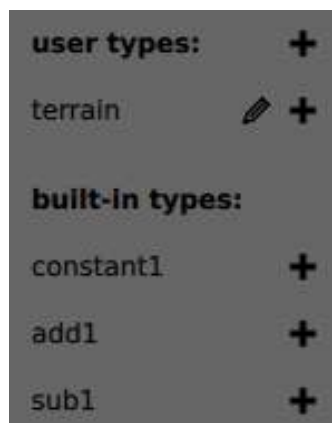 user types:
terrain
built-in types:
constant1
add1
sub1